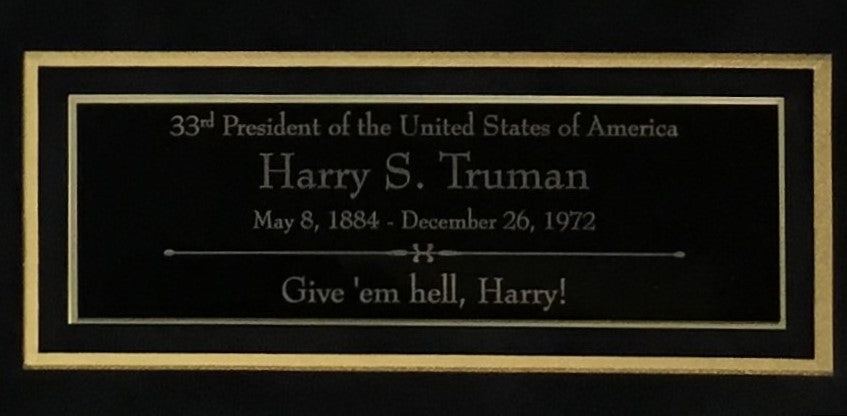 33rd President of the United States of America
Harry S. Truman
May 8, 1884 - December 26, 1972
Give 'em hell, Harry!